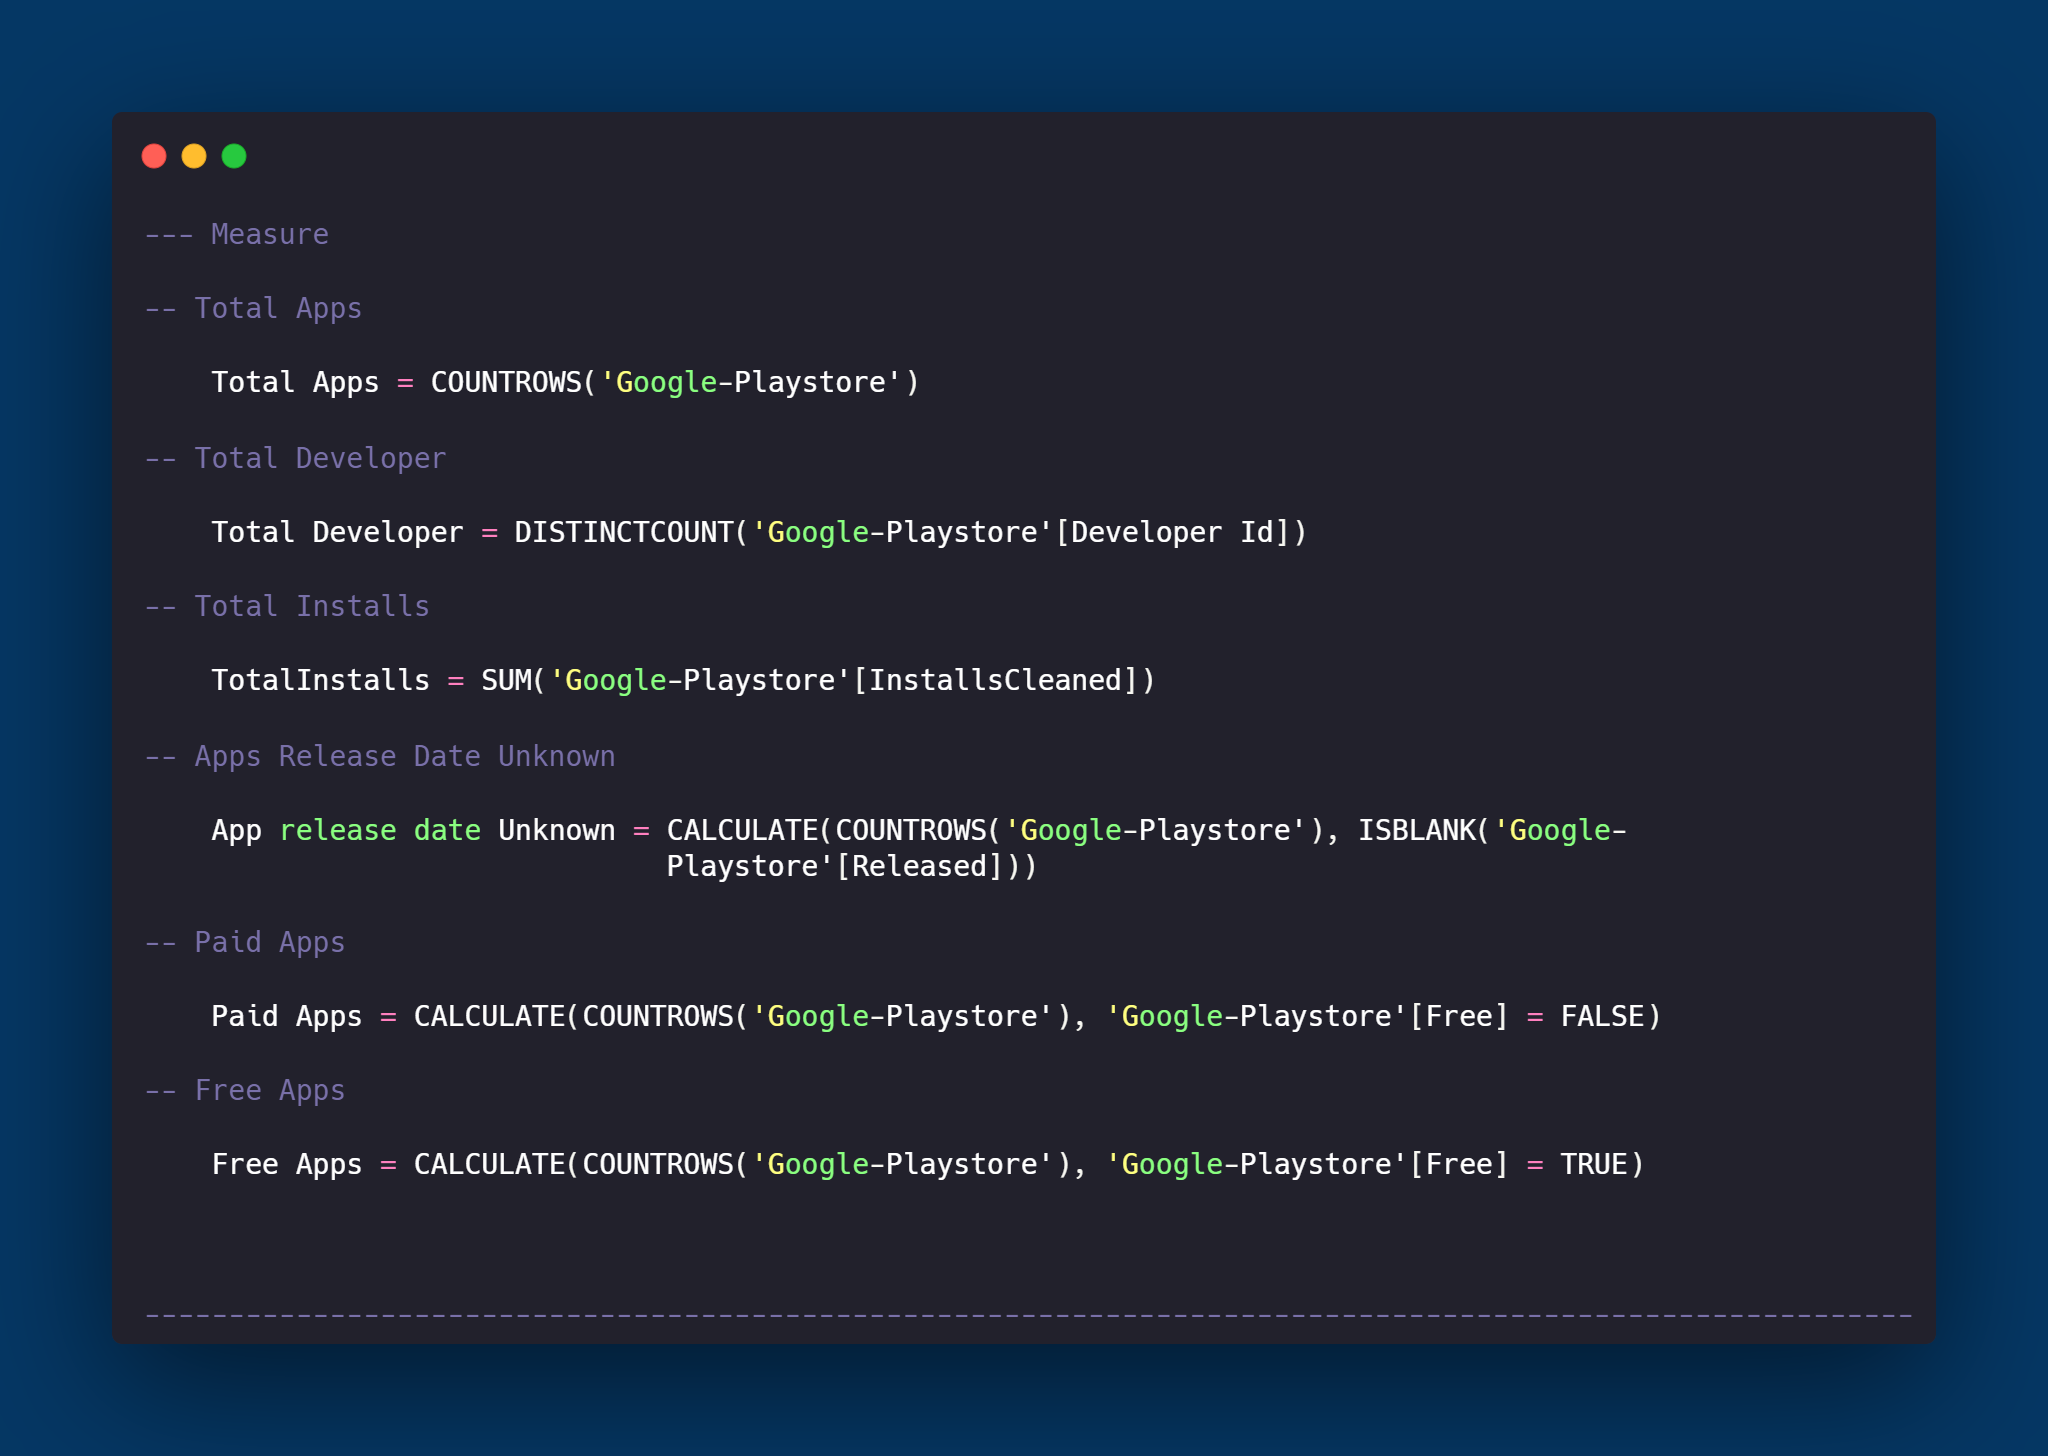 --- Measure
-- Total Apps
Total Apps = COUNTROWS('Google-Playstore')
-- Total Developer
Total Developer = DISTINCTCOUNT('Google-Playstore'[Developer Id])
-- Total Installs
TotalInstalls = SUM('Google-Playstore'[InstallsCleaned])
-- Apps Release Date Unknown
App release date Unknown = CALCULATE(COUNTROWS('Google-Playstore'), ISBLANK('Google-
Playstore'[Released]))
-- Paid Apps
Paid Apps = CALCULATE(COUNTROWS('Google-Playstore'), 'Google-Playstore'[Free] = FALSE)
-- Free Apps
Free Apps = CALCULATE(COUNTROWS('Google-Playstore'), 'Google-Playstore'[Free] = TRUE)
---------------------------------------------------------------------------------------------------------